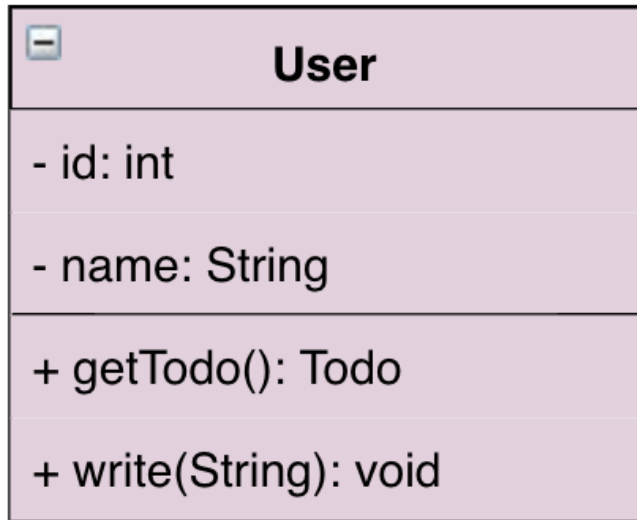 User
- id: int
- name: String
+ getTodo(): Todo
+ write(String): void